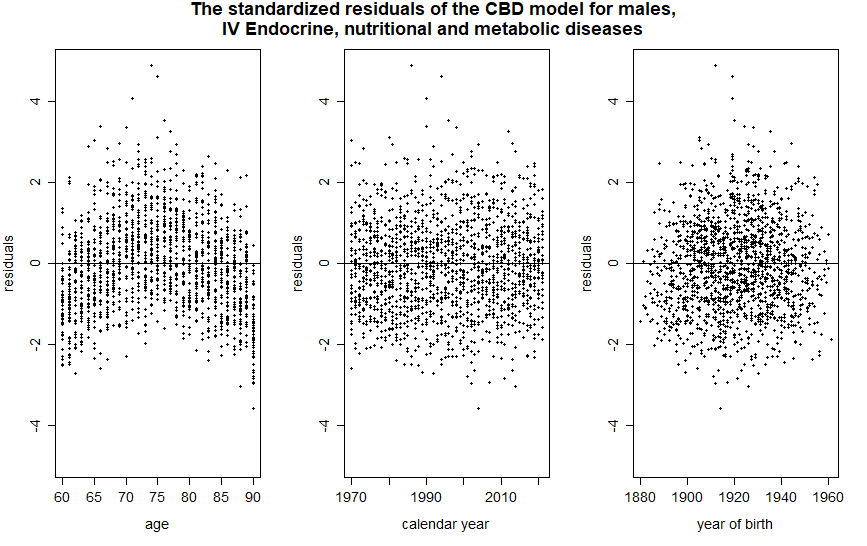 The standardized residuals of the CBD model for males,
IV Endocrine, nutritional and metabolic diseases
residuals
4
2
0
-2
-4
60 65 70 75 80 85 90
age
residuals
4
2
0
-2
-4
1970 1990 2010
calendar year
residuals
4
2
0
-2
-4
1880 1900 1920 1940 1960
year of birth